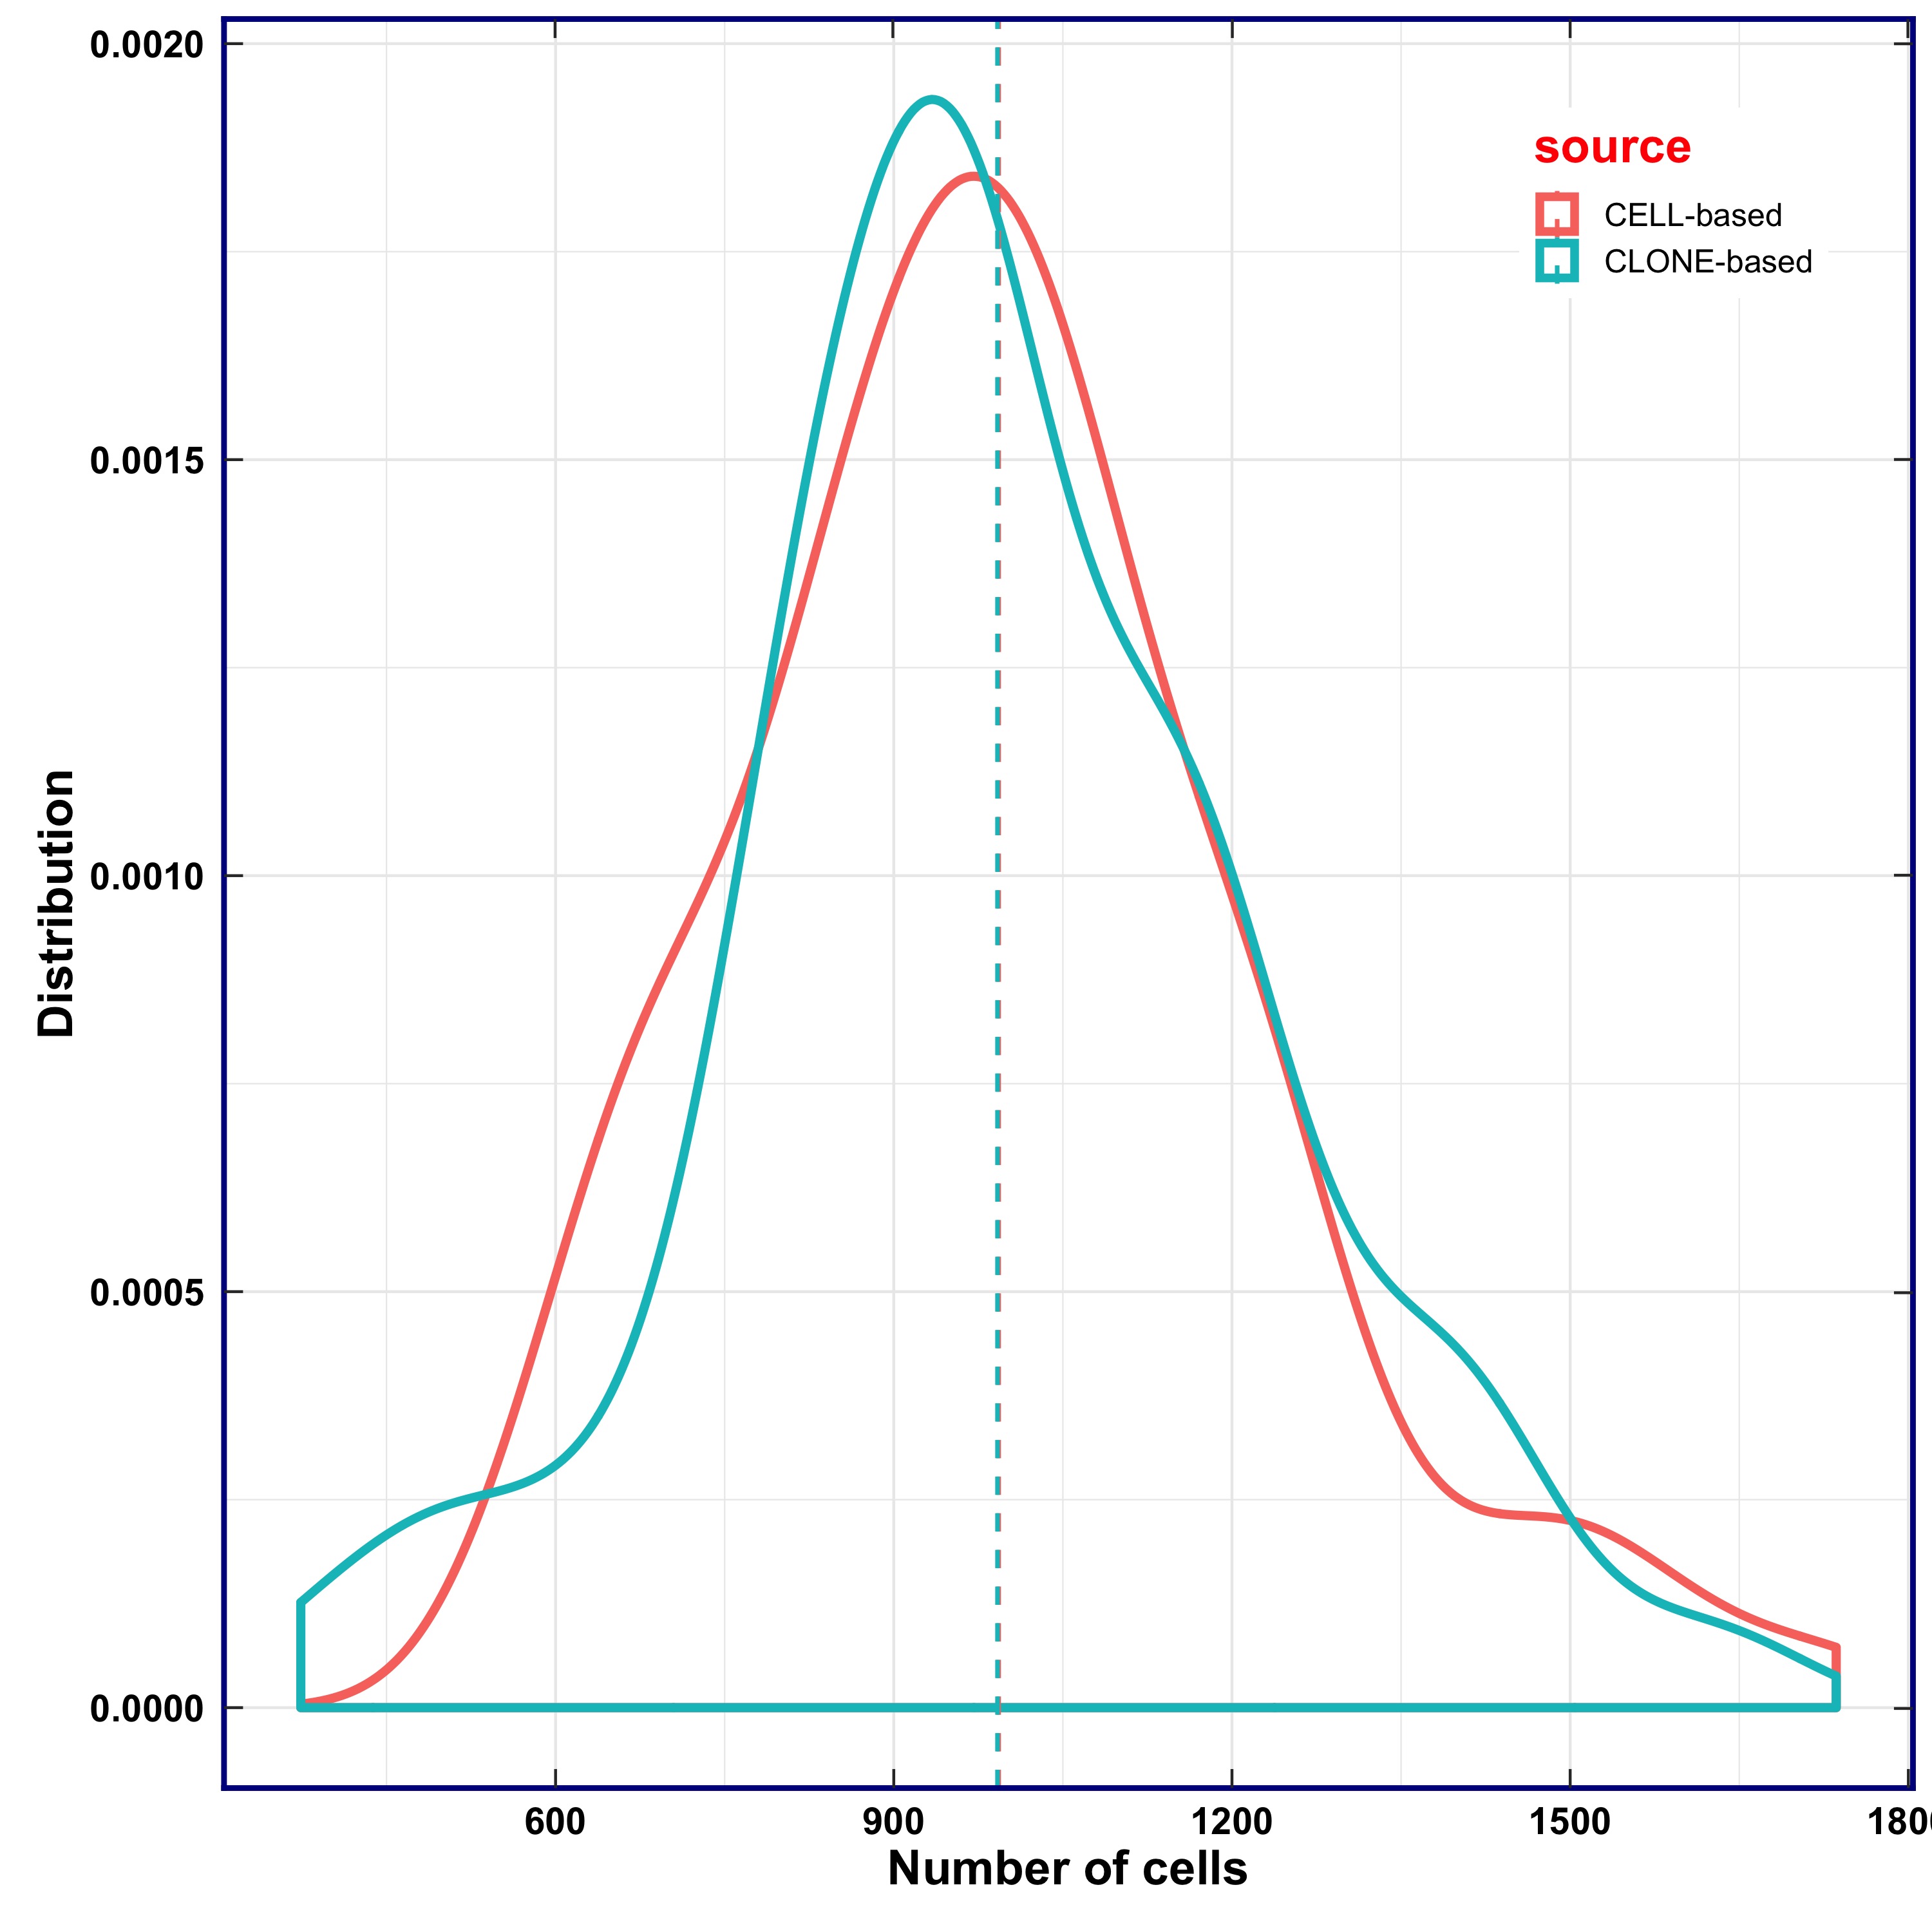 0.0020
0.0015
0.0010
0.0005
0.0000
Distribution
source
CELL-based
CLONE-based
600 900 1200 1500 180
Number of cells